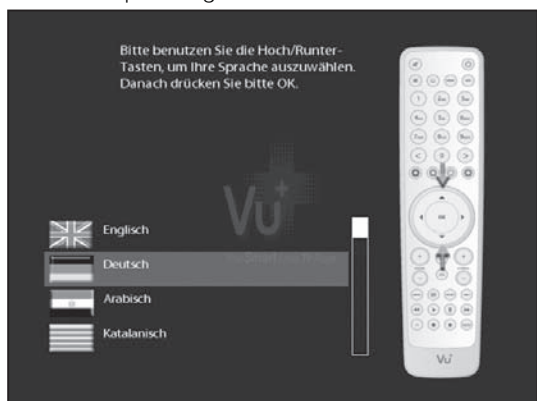 Bitte benutzen Sie die Hoch/Runter-
Tasten, um Ihre Sprache auszuwählen.
Danach drücken Sie bitte OK.
Vu+
Englisch
Deutsch
Arabisch
Katalanisch
OK
Vu+